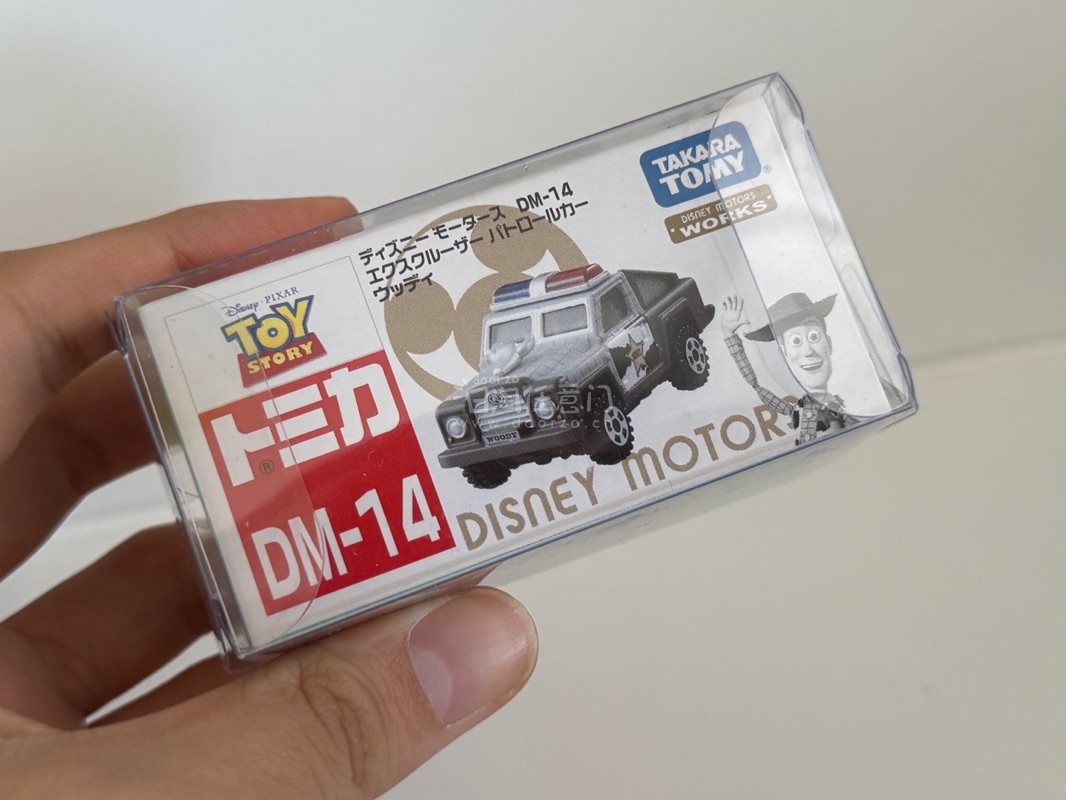 ディズニー モータース DM-14
エクスクルーザー パトロールカー
ウッディ
TAKARA
TOMY
®
DISNEY MOTORS
WORKS
Disney · PIXAR
TOY
STORY
トミカ
®
DM-14
WOODY
DISNEY MOTORS